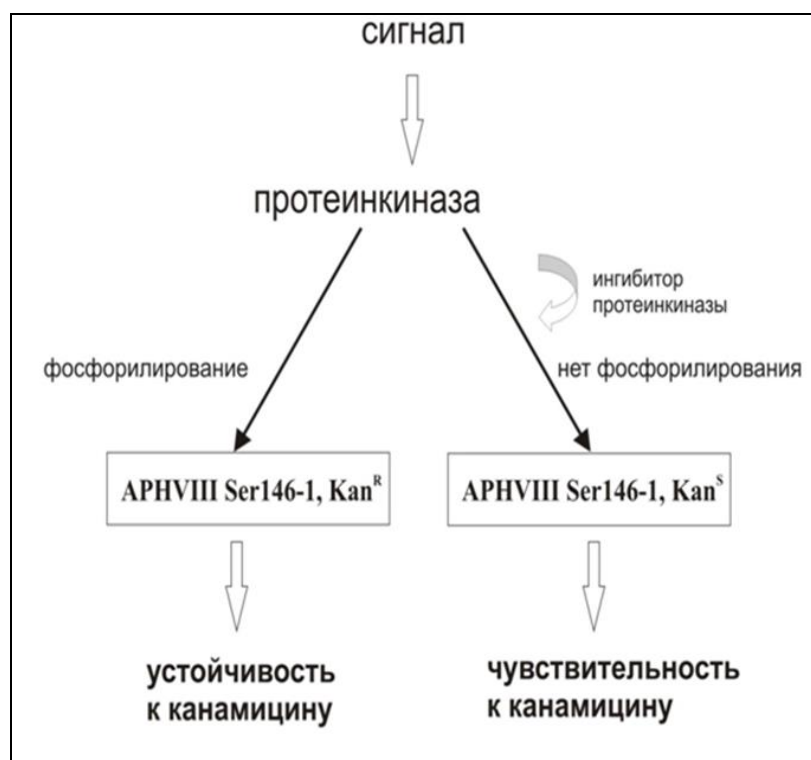 сигнал
протеинкиназа
ингибитор
протеинкиназы
фосфорилирование
нет фосфорилирования
APHVIII Ser146-1, Kan^R
APHVIII Ser146-1, Kan^S
устойчивость
к канамицину
чувствительность
к канамицину